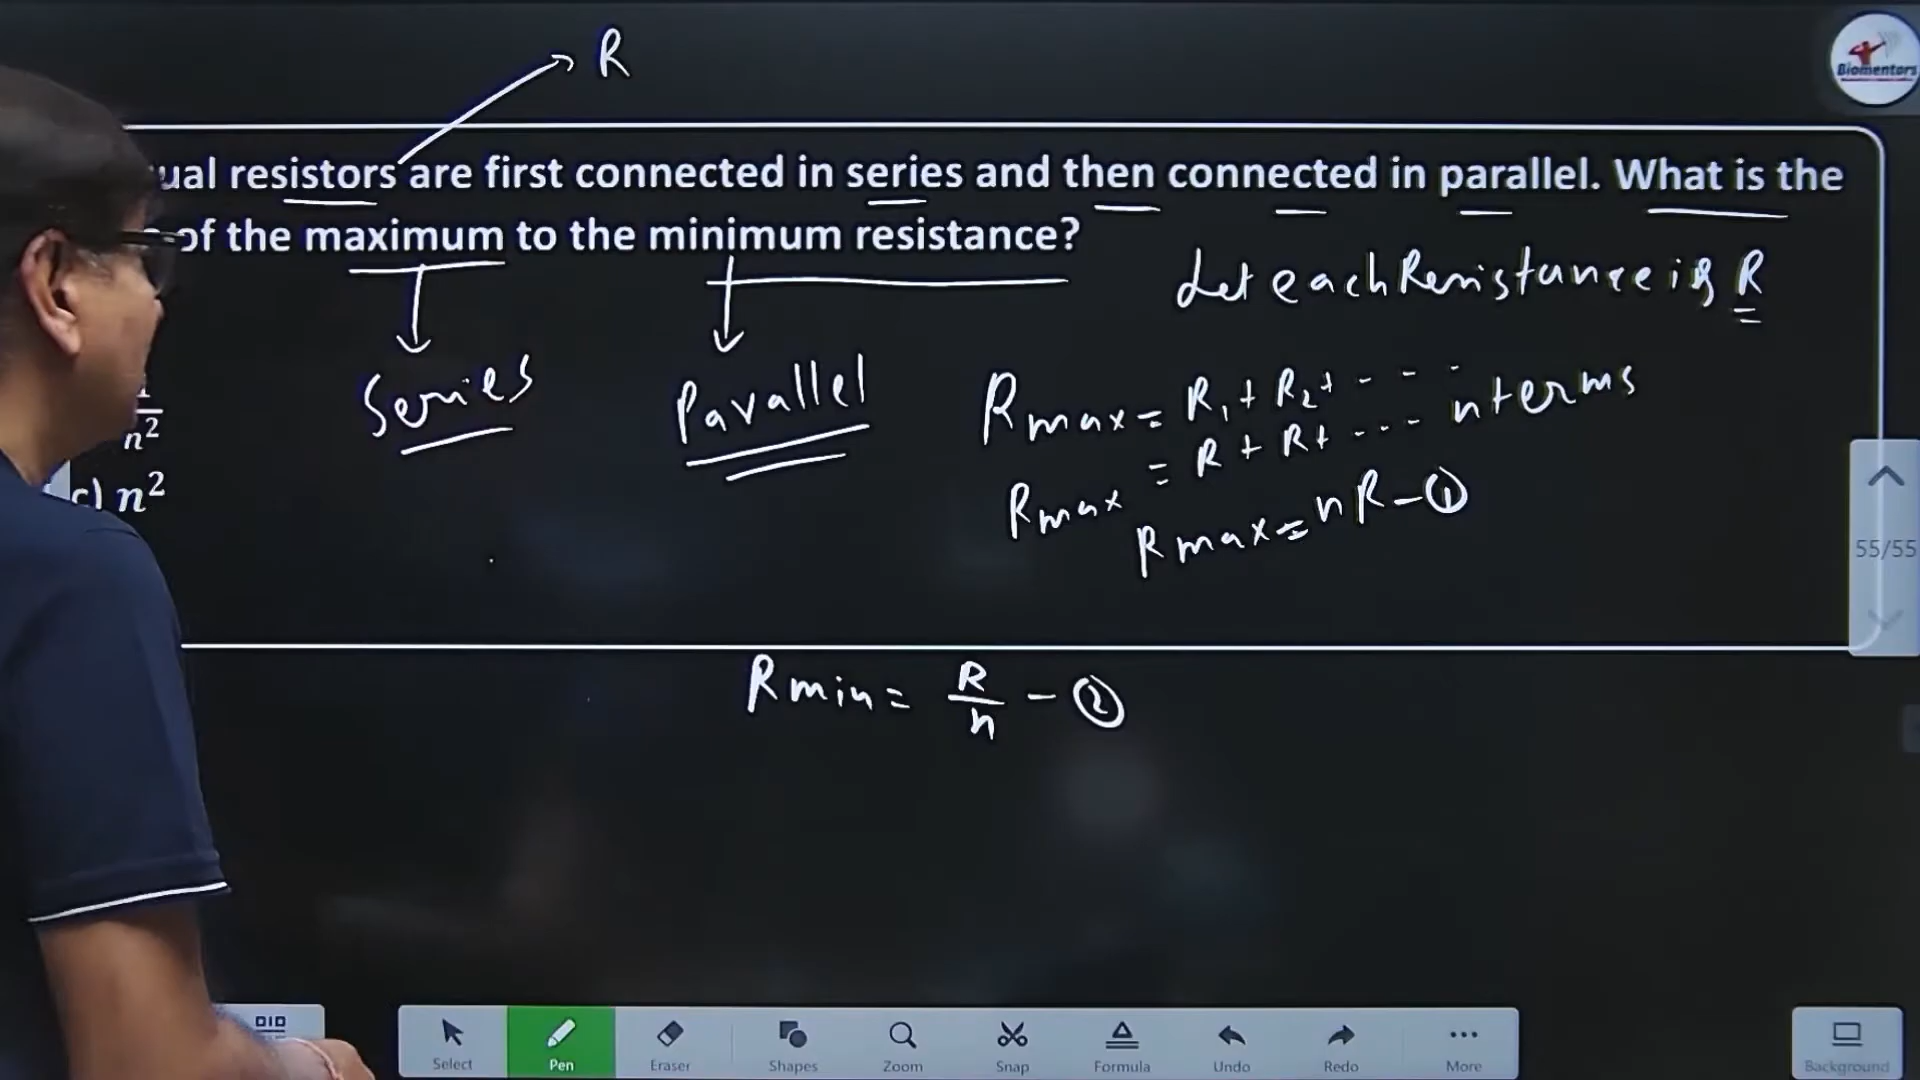 R
Biomentors
ual resistors are first connected in series and then connected in parallel. What is the
of the maximum to the minimum resistance?
Let each Resistance is R
Series
Parallel
Rmax = R₁ + R₂ + - - -
= R + R + - - - n terms
Rmax
Rmax = nR - ①
1/n²
c) n²
55/55
Rmin = R/n - ②
Select
Pen
Eraser
Shapes
Zoom
Snap
Formula
Undo
Redo
More
Background